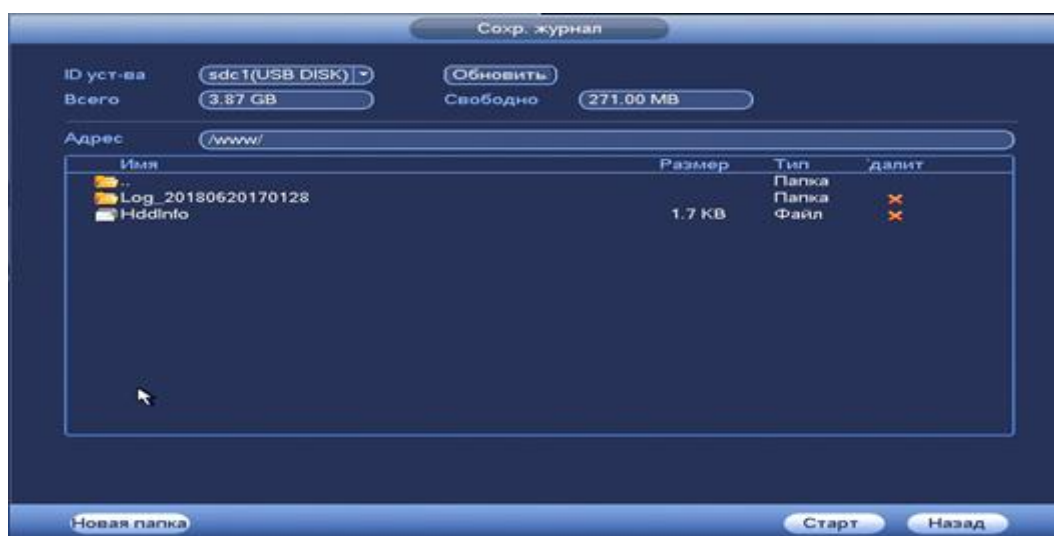 Сохр. журнал
ID уст-ва sdc1(USB DISK) Обновить
Всего 3.87 GB Свободно 271.00 MB
Адрес /www/
Имя Размер Тип 'далит
.. Папка
Log_20180620170128 Папка
HddInfo 1.7 KB Файл
Новая папка Старт Назад